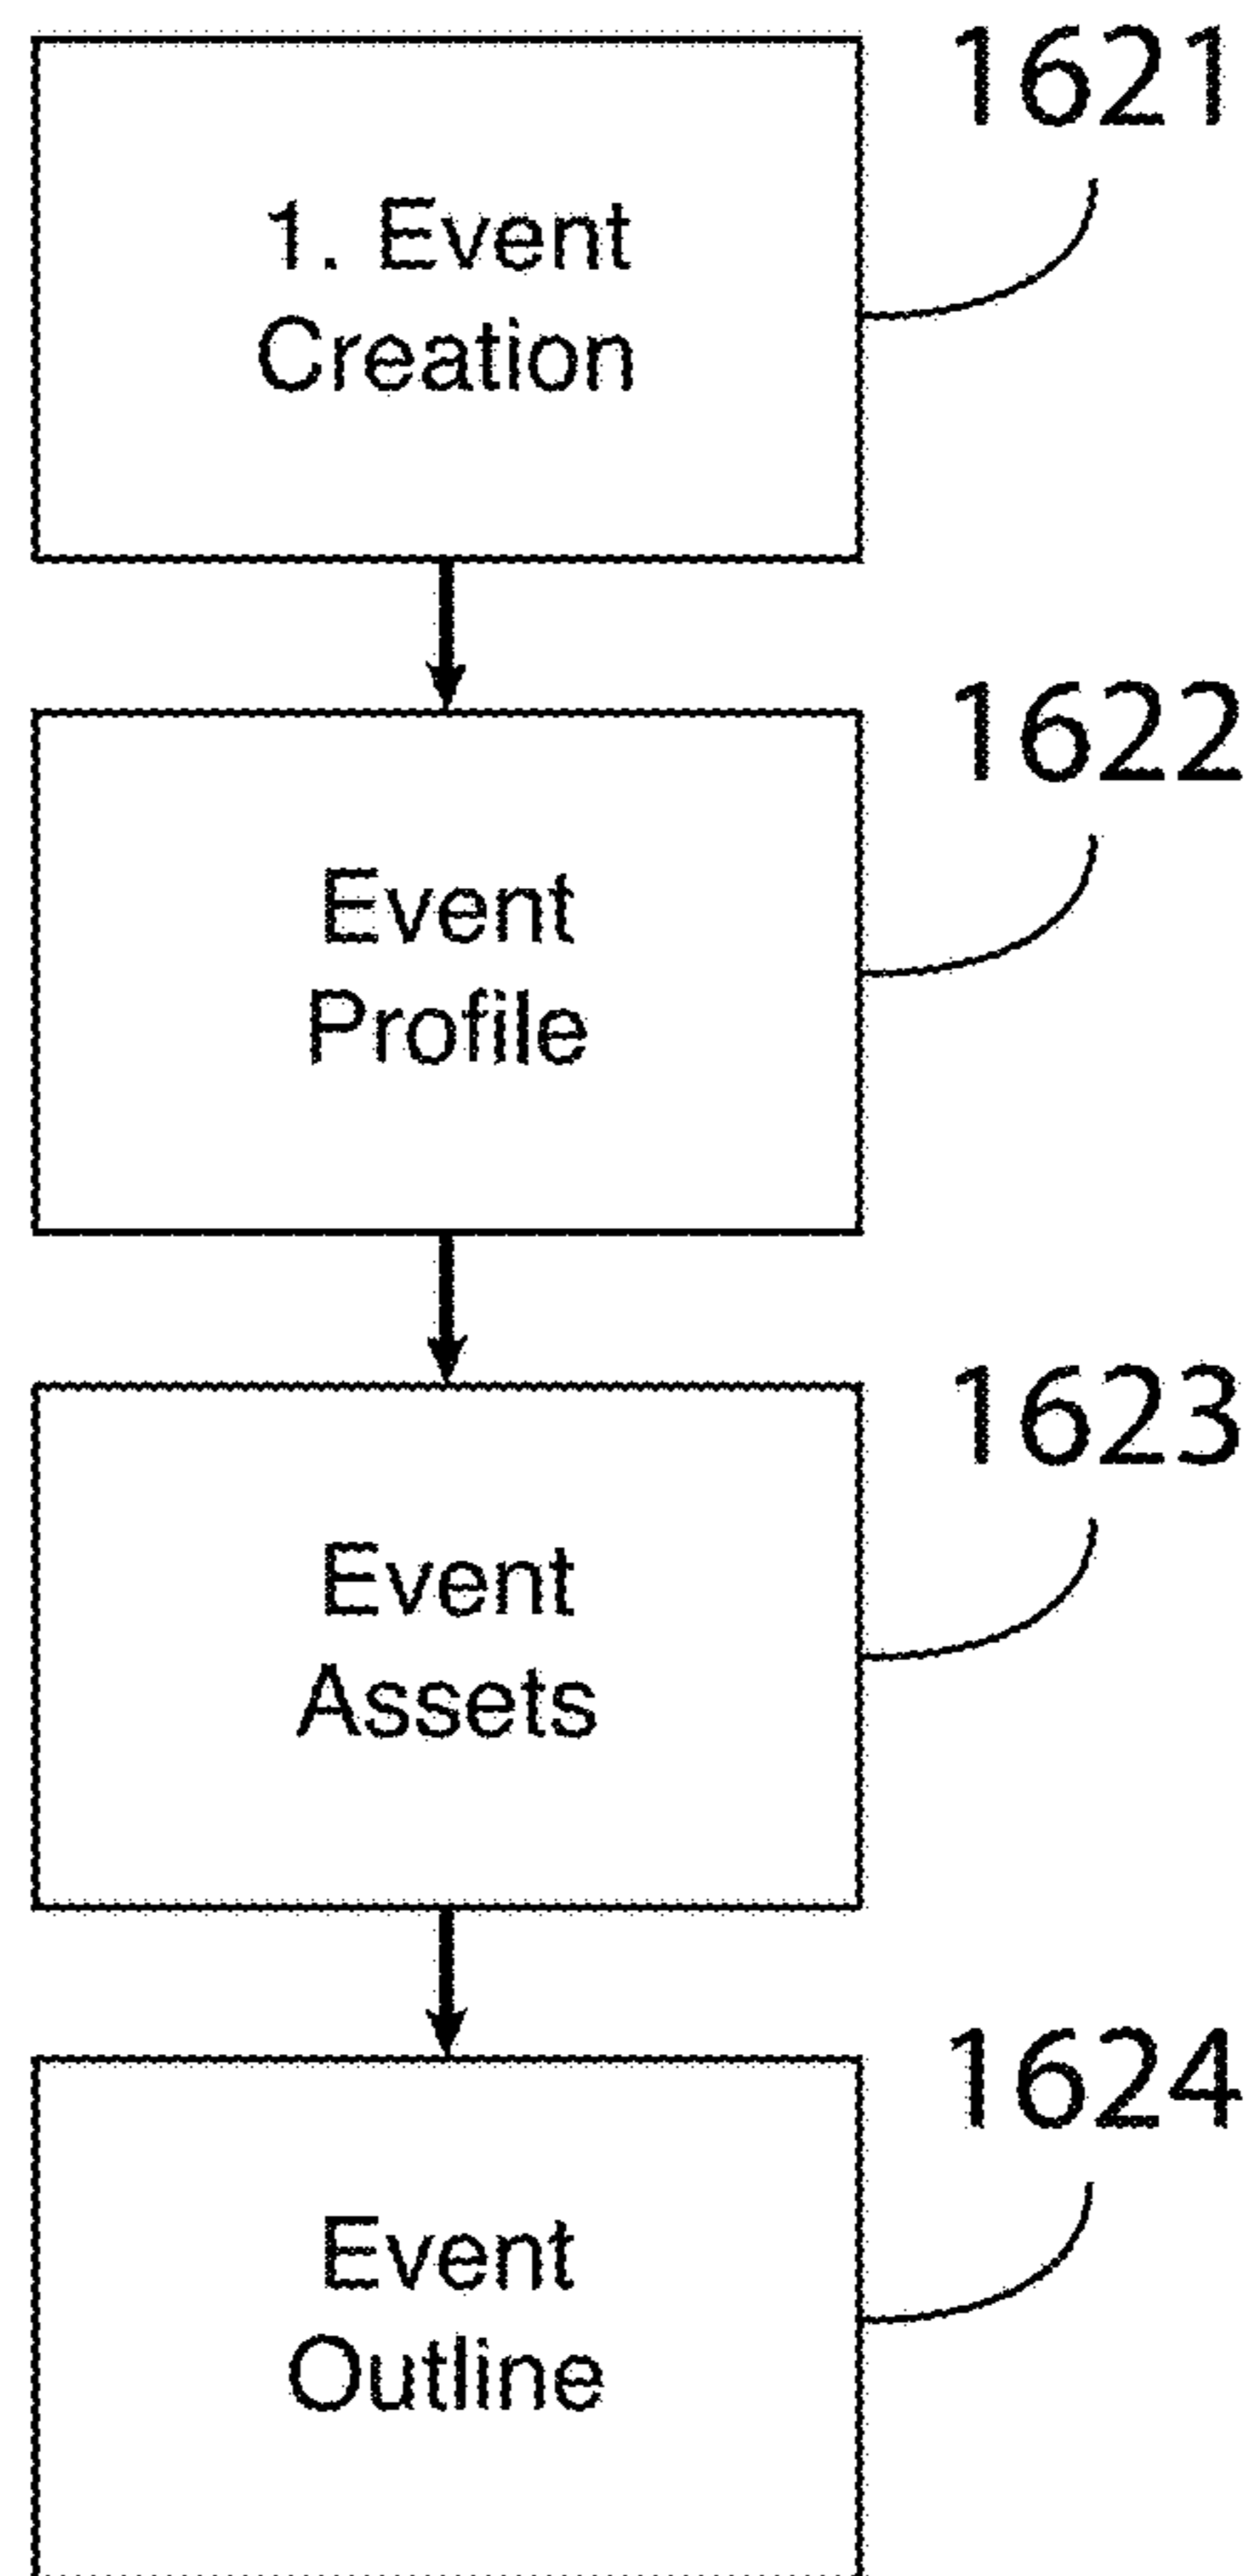 1621
1. Event
Creation
1622
Event
Profile
1623
Event
Assets
1624
Event
Outline